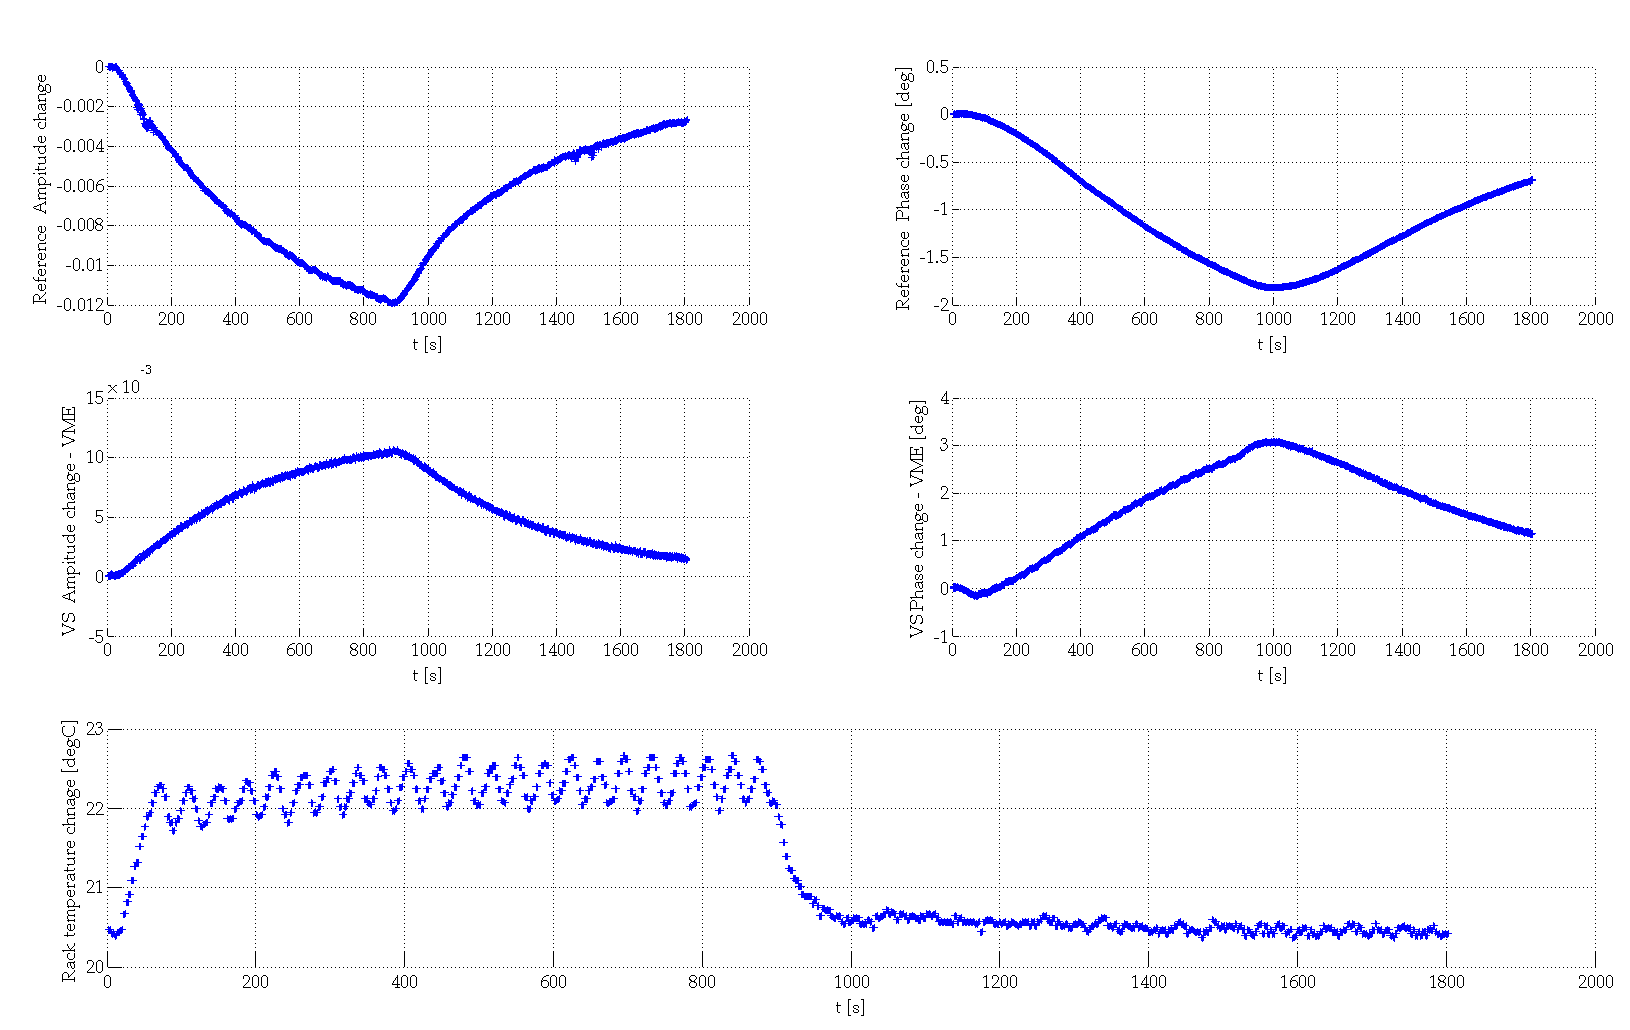 0
-0.002
-0.004
-0.006
-0.008
-0.01
-0.012
Reference Ampitude change
0 200 400 600 800 1000 1200 1400 1600 1800 2000
t [s]
0.5
0
-0.5
-1
-1.5
-2
Reference Phase change [deg]
0 200 400 600 800 1000 1200 1400 1600 1800 2000
t [s]
× 10 -3
15
10
5
0
-5
VS Ampitude change - VME
0 200 400 600 800 1000 1200 1400 1600 1800 2000
t [s]
4
3
2
1
0
-1
VS Phase change - VME [deg]
0 200 400 600 800 1000 1200 1400 1600 1800 2000
t [s]
23
22
21
20
Rack temperature chnage [degC]
0 200 400 600 800 1000 1200 1400 1600 1800 2000
t [s]